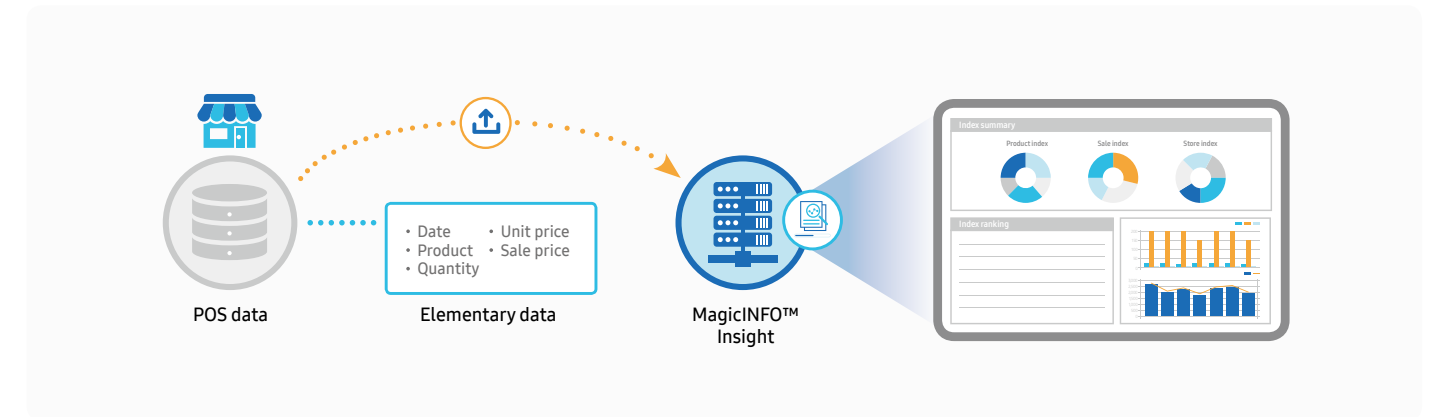 Index summary
Product index
Sale index
Store index
• Date
• Unit price
• Product
• Sale price
• Quantity
Index ranking
POS data
Elementary data
MagicINFO™
Insight